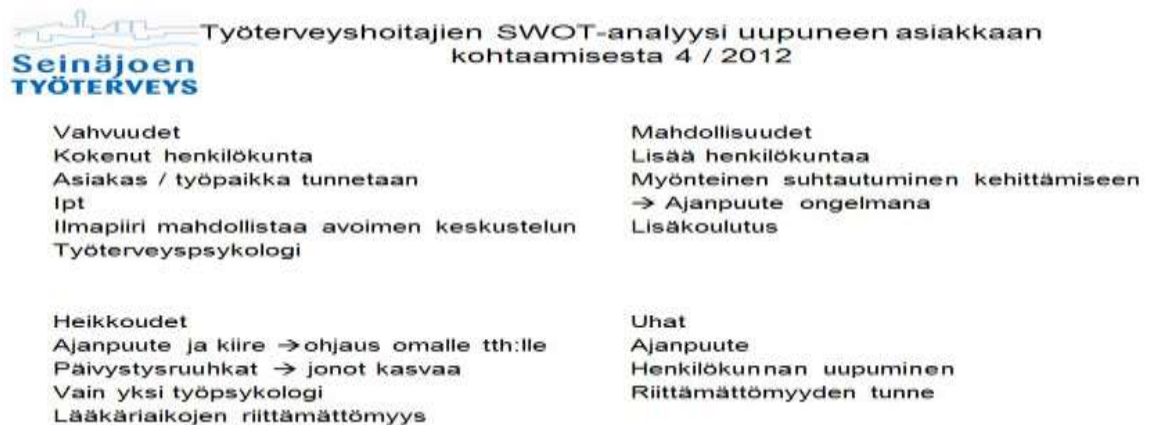 Työterveyshoitajien SWOT-analyysi uupuneen asiakkaan
kohtaamisesta 4 / 2012
Seinäjoen
TYÖTERVEYS
Vahvuudet
Kokenut henkilökunta
Asiakas / työpaikka tunnetaan
Ipt
Ilmapiiri mahdollistaa avoimen keskustelun
Työterveyspsykologi
Mahdollisuudet
Lisää henkilökuntaa
Myönteinen suhtautuminen kehittämiseen
→ Ajanpuute ongelmana
Lisäkoulutus
Heikkoudet
Ajanpuute ja kiire →ohjaus omalle tth:lle
Päivystysruuhkat → jonot kasvaa
Vain yksi työpsykologi
Lääkäriaikojen riittämättömyys
Uhat
Ajanpuute
Henkilökunnan uupuminen
Riittämättömyyden tunne